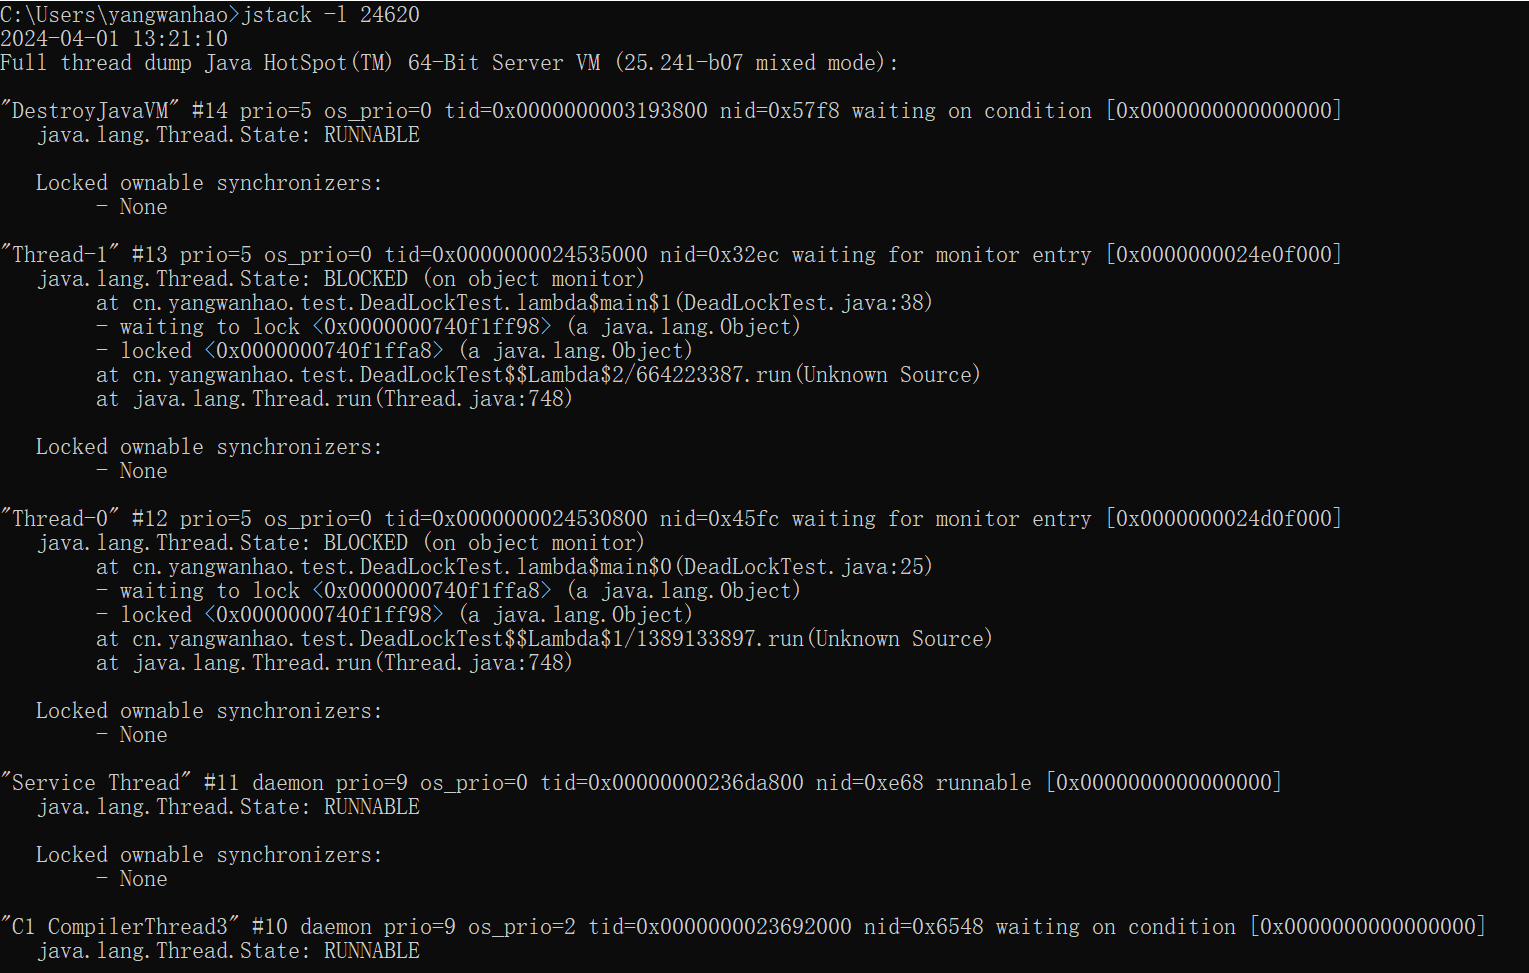 C:\Users\yangwanhao>jstack -l 24620
2024-04-01 13:21:10
Full thread dump Java HotSpot(TM) 64-Bit Server VM (25.241-b07 mixed mode):
"DestroyJavaVM" #14 prio=5 os_prio=0 tid=0x0000000003193800 nid=0x57f8 waiting on condition [0x0000000000000000]
java.lang.Thread.State: RUNNABLE
Locked ownable synchronizers:
- None
"Thread-1" #13 prio=5 os_prio=0 tid=0x0000000024535000 nid=0x32ec waiting for monitor entry [0x0000000024e0f000]
java.lang.Thread.State: BLOCKED (on object monitor)
at cn.yangwanhao.test.DeadLockTest.lambda$main$1(DeadLockTest.java:38)
- waiting to lock <0x0000000740f1ff98> (a java.lang.Object)
- locked <0x0000000740f1ffa8> (a java.lang.Object)
at cn.yangwanhao.test.DeadLockTest$$Lambda$2/664223387.run(Unknown Source)
at java.lang.Thread.run(Thread.java:748)
Locked ownable synchronizers:
- None
"Thread-0" #12 prio=5 os_prio=0 tid=0x0000000024530800 nid=0x45fc waiting for monitor entry [0x0000000024d0f000]
java.lang.Thread.State: BLOCKED (on object monitor)
at cn.yangwanhao.test.DeadLockTest.lambda$main$0(DeadLockTest.java:25)
- waiting to lock <0x0000000740f1ffa8> (a java.lang.Object)
- locked <0x0000000740f1ff98> (a java.lang.Object)
at cn.yangwanhao.test.DeadLockTest$$Lambda$1/1389133897.run(Unknown Source)
at java.lang.Thread.run(Thread.java:748)
Locked ownable synchronizers:
- None
"Service Thread" #11 daemon prio=9 os_prio=0 tid=0x00000000236da800 nid=0xe68 runnable [0x0000000000000000]
java.lang.Thread.State: RUNNABLE
Locked ownable synchronizers:
- None
"C1 CompilerThread3" #10 daemon prio=9 os_prio=2 tid=0x0000000023692000 nid=0x6548 waiting on condition [0x0000000000000000]
java.lang.Thread.State: RUNNABLE